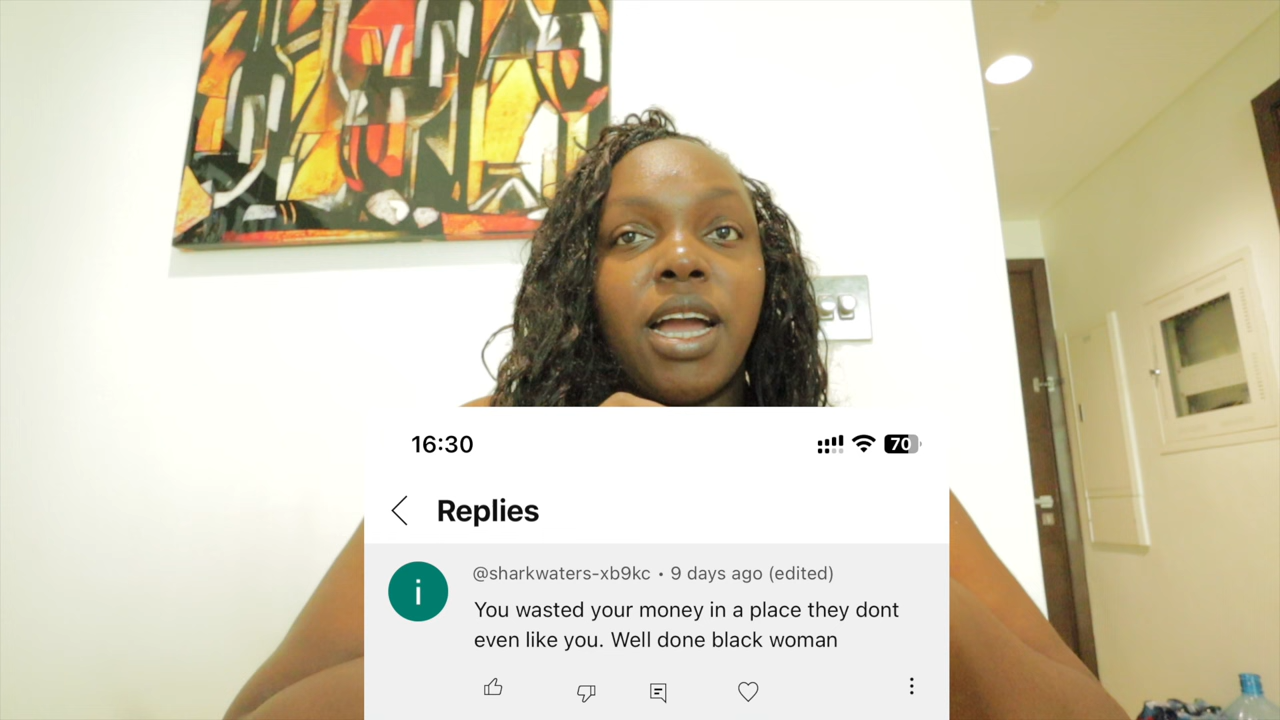 16:30
70
Replies
i
@sharkwaters-xb9kc • 9 days ago (edited)
You wasted your money in a place they dont
even like you. Well done black woman